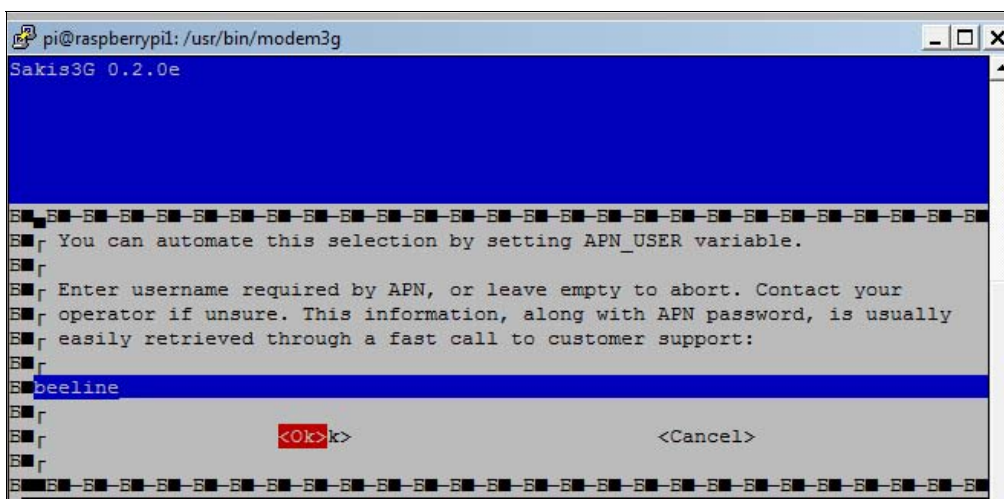 pi@raspberrypi1: /usr/bin/modem3g
Sakis3G 0.2.0e
You can automate this selection by setting APN_USER variable.
Enter username required by APN, or leave empty to abort. Contact your
operator if unsure. This information, along with APN password, is usually
easily retrieved through a fast call to customer support:
beeline
<Ok>k> <Cancel>